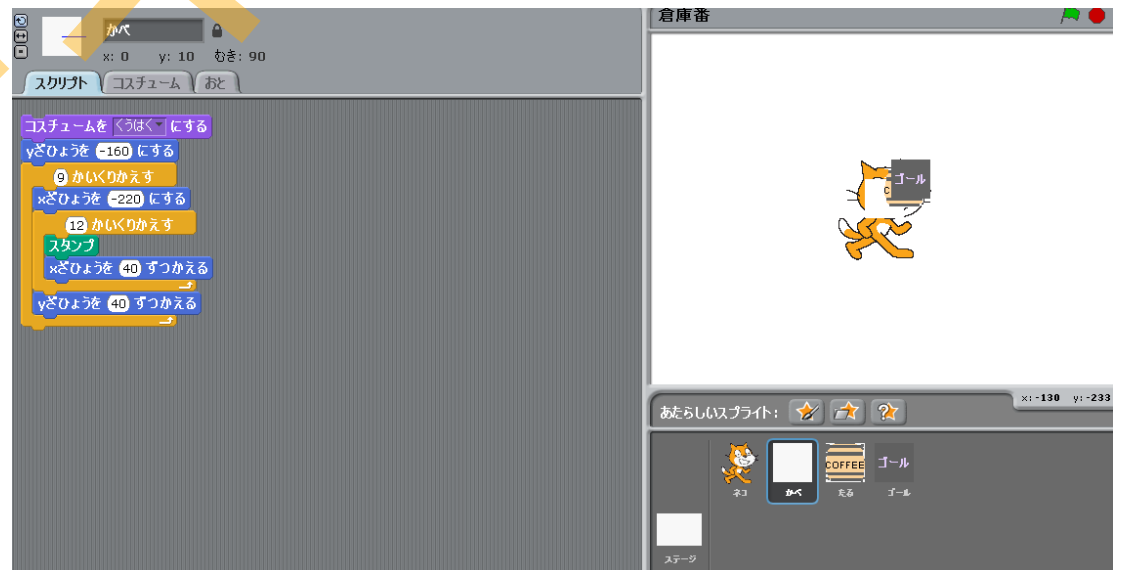 倉庫番
かべ
x: 0 y: 10 むき: 90
スクリプト コスチューム おと
コスチュームを くうはく にする
yざひょうを -160 にする
9 かいくりかえす
xざひょうを -220 にする
12 かいくりかえす
スタンプ
xざひょうを 40 ずつかえる
yざひょうを 40 ずつかえる
ゴール
x: -130 y: -233
あたらしいスプライト:
COFFEE ゴール
ネコ かべ たる ゴール
ステージ